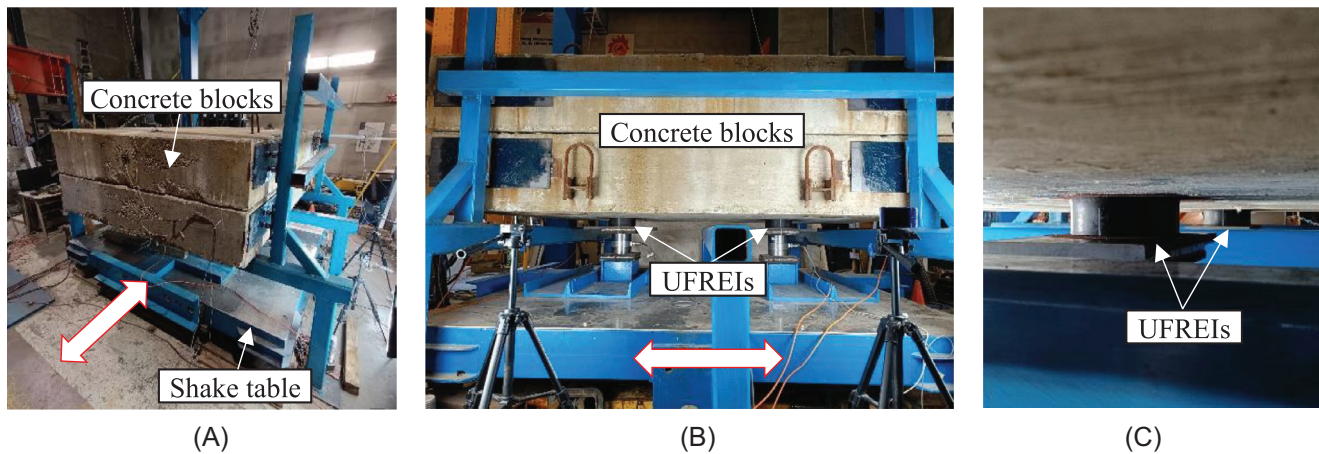 Concrete blocks
Shake table
(A)
Concrete blocks
UFREIs
(B)
UFREIs
(C)